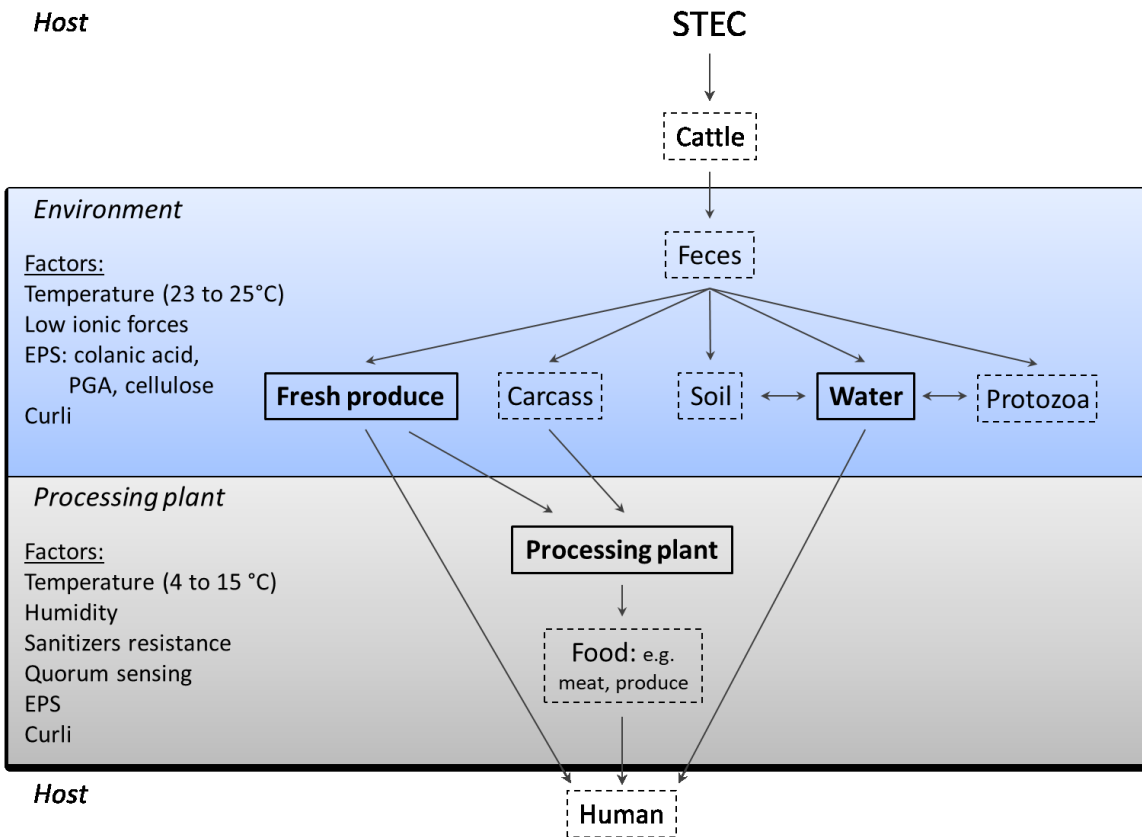 Host
STEC
Cattle
Environment
Feces
Factors:
Temperature (23 to 25°C)
Low ionic forces
EPS: colanic acid,
PGA, cellulose
Curli
Fresh produce
Carcass
Soil
Water
Protozoa
Processing plant
Factors:
Temperature (4 to 15 °C)
Humidity
Sanitizers resistance
Quorum sensing
EPS
Curli
Processing plant
Food: e.g.
meat, produce
Host
Human